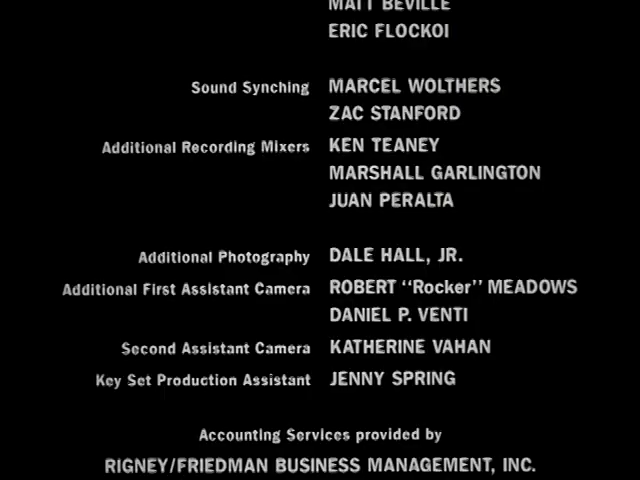 MATT BEVILLE
ERIC FLOCKOI
Sound Synching MARCEL WOLTHERS
ZAC STANFORD
Additional Recording Mixers KEN TEANEY
MARSHALL GARLINGTON
JUAN PERALTA
Additional Photography DALE HALL, JR.
Additional First Assistant Camera ROBERT "Rocker" MEADOWS
DANIEL P. VENTI
Second Assistant Camera KATHERINE VAHAN
Key Set Production Assistant JENNY SPRING
Accounting Services provided by
RIGNEY/FRIEDMAN BUSINESS MANAGEMENT, INC.